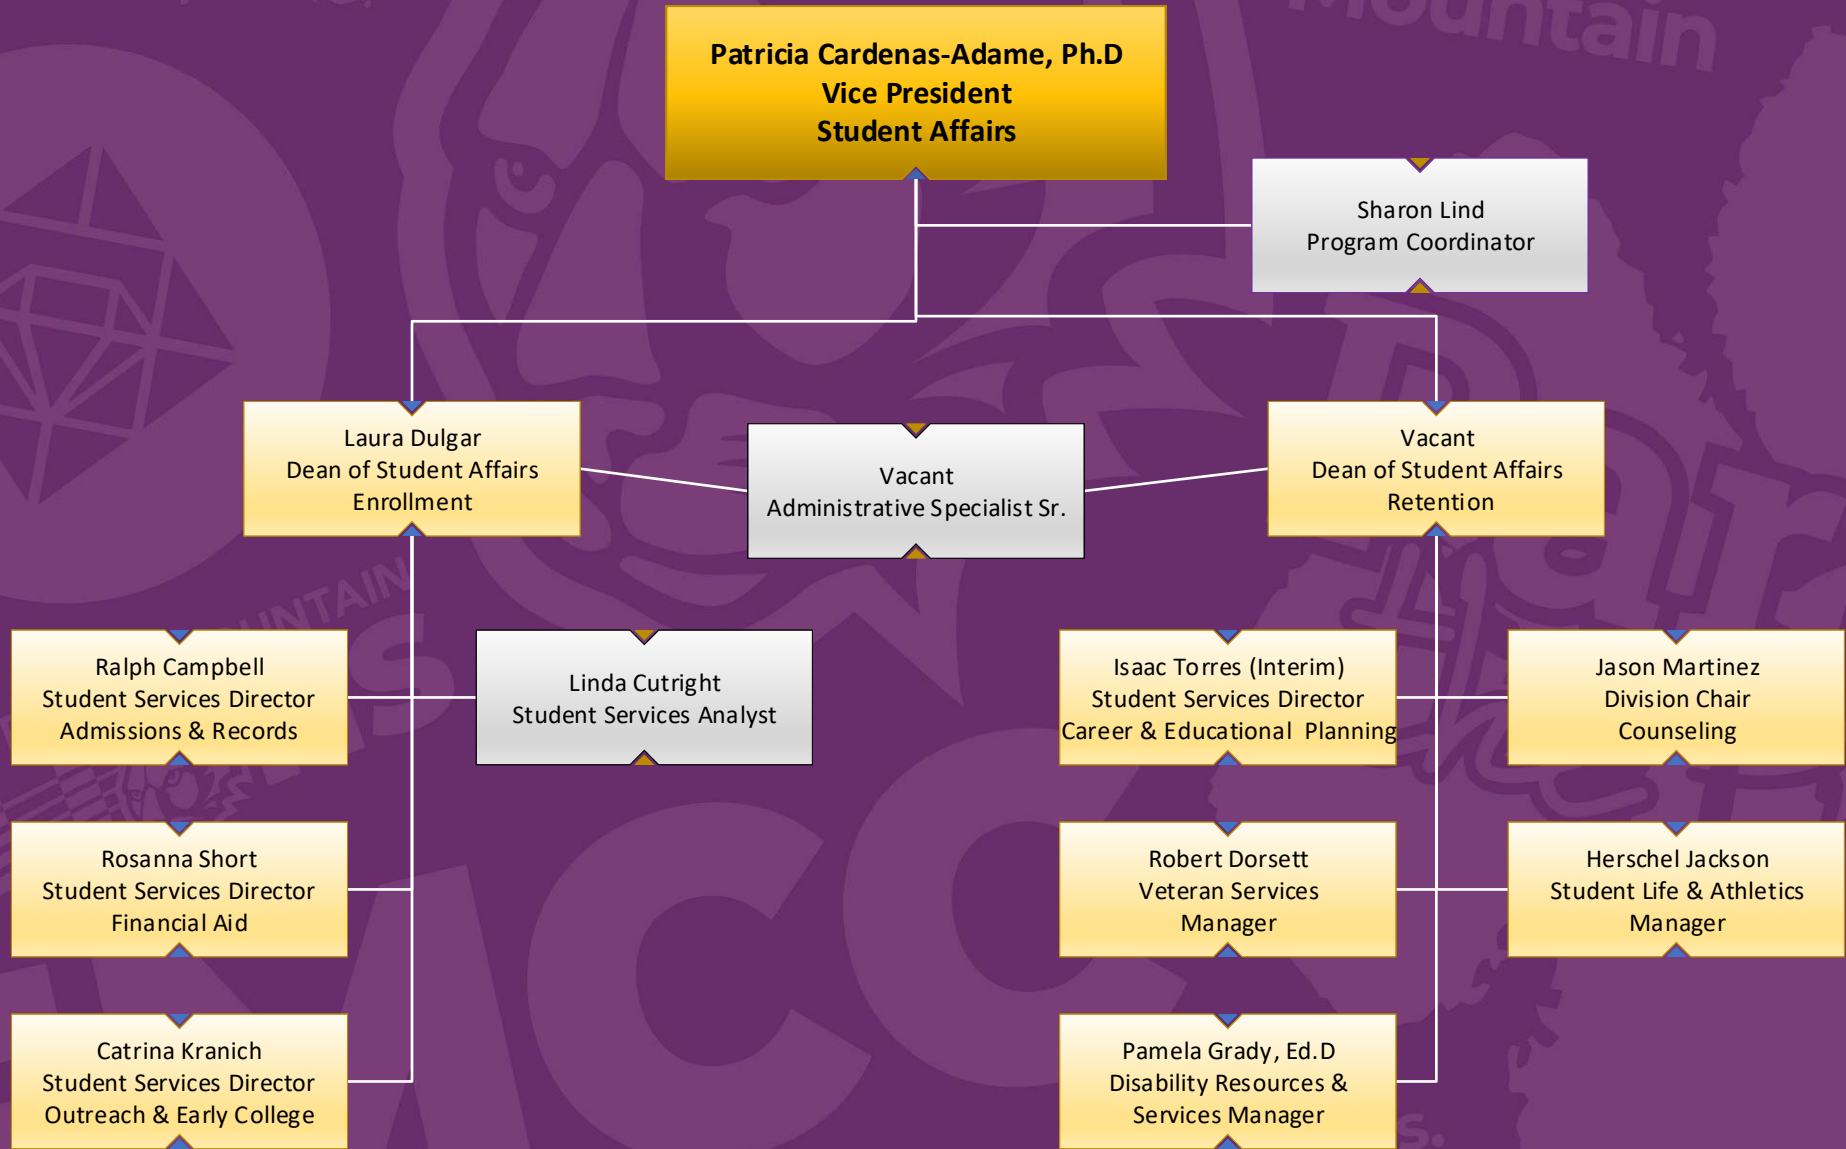 Mountain
Patricia Cardenas-Adame, Ph.D
Vice President
Student Affairs
Sharon Lind
Program Coordinator
Laura Dulgar
Dean of Student Affairs
Enrollment
Vacant
Administrative Specialist Sr.
Vacant
Dean of Student Affairs
Retention
Ralph Campbell
Student Services Director
Admissions & Records
Linda Cutright
Student Services Analyst
Isaac Torres (Interim)
Student Services Director
Career & Educational Planning
Jason Martinez
Division Chair
Counseling
Rosanna Short
Student Services Director
Financial Aid
Robert Dorsett
Veteran Services
Manager
Herschel Jackson
Student Life & Athletics
Manager
Catrina Kranich
Student Services Director
Outreach & Early College
Pamela Grady, Ed.D
Disability Resources &
Services Manager